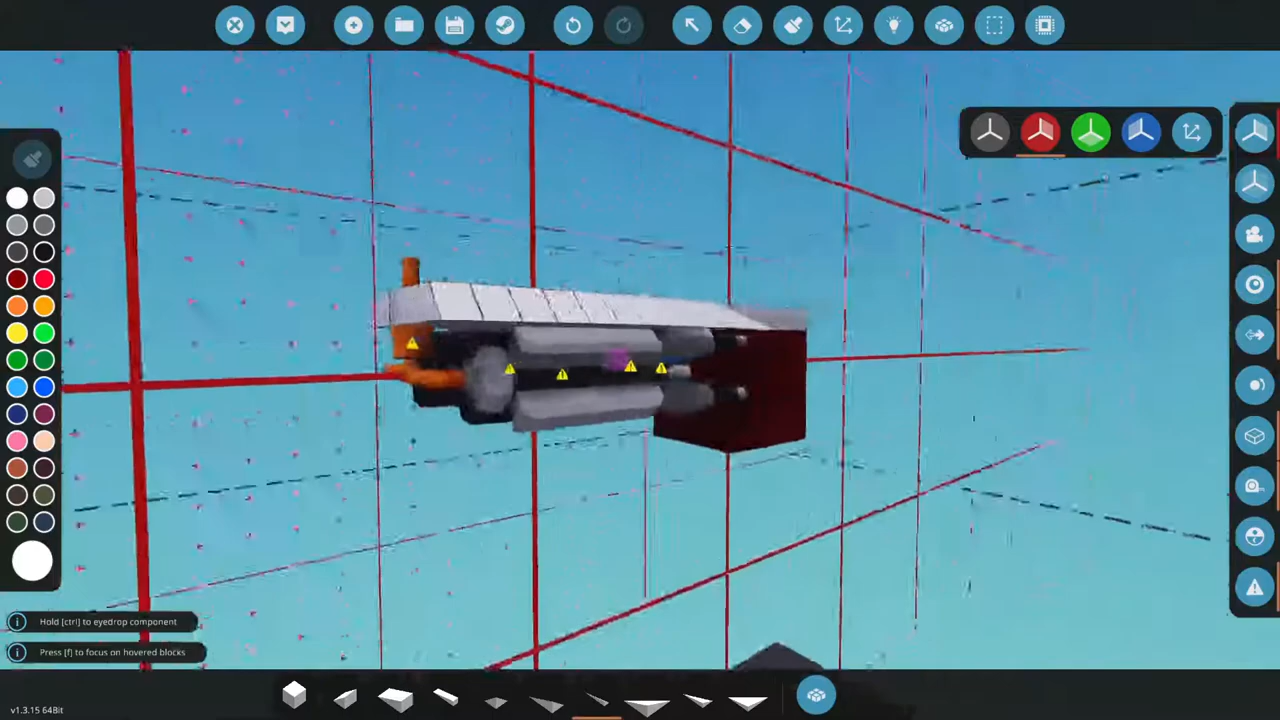 Hold [ctrl] to eyedrop component
Press [f] to focus on hovered blocks
v1.3.15 64Bit